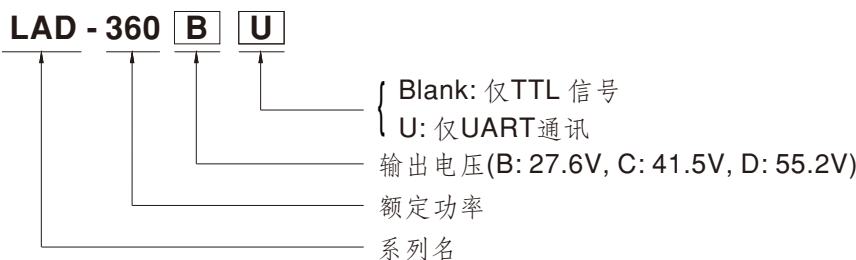 LAD - 360 B U
Blank: 仅TTL 信号
U: 仅UART通讯
输出电压(B: 27.6V, C: 41.5V, D: 55.2V)
额定功率
系列名